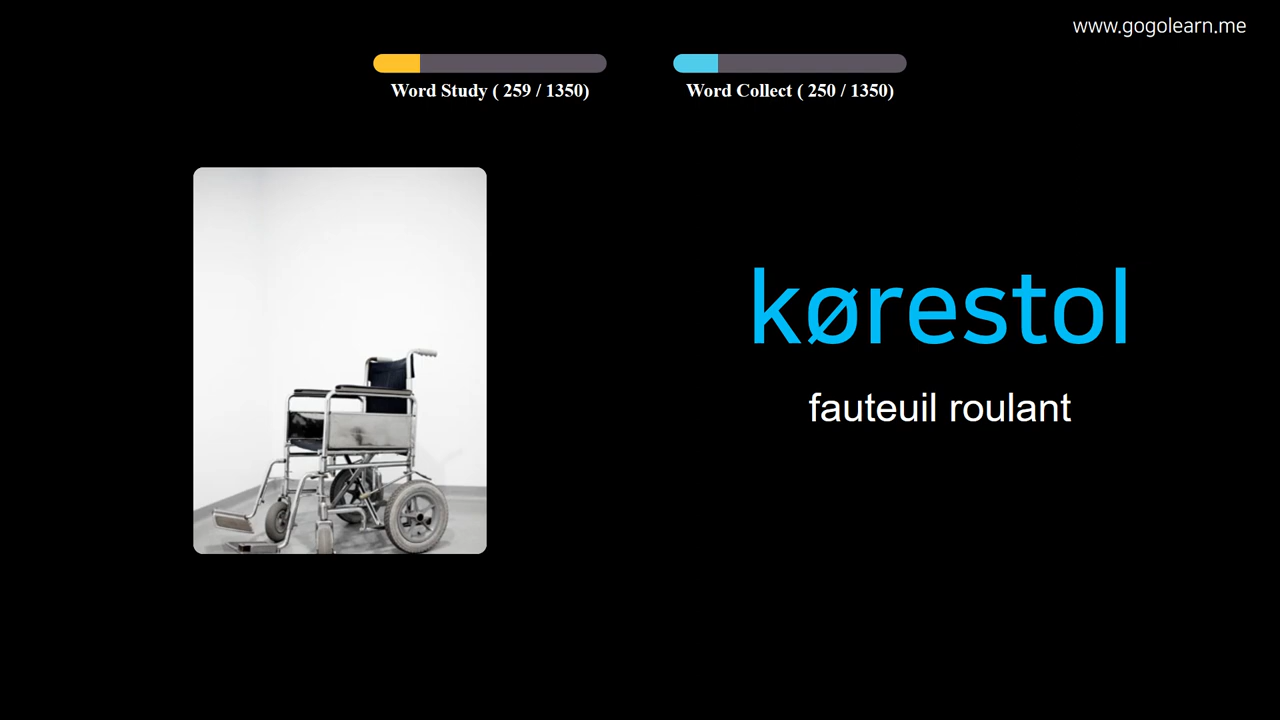 www.gogolearn.me
Word Study ( 259 / 1350)
Word Collect ( 250 / 1350)
kørestol
fauteuil roulant